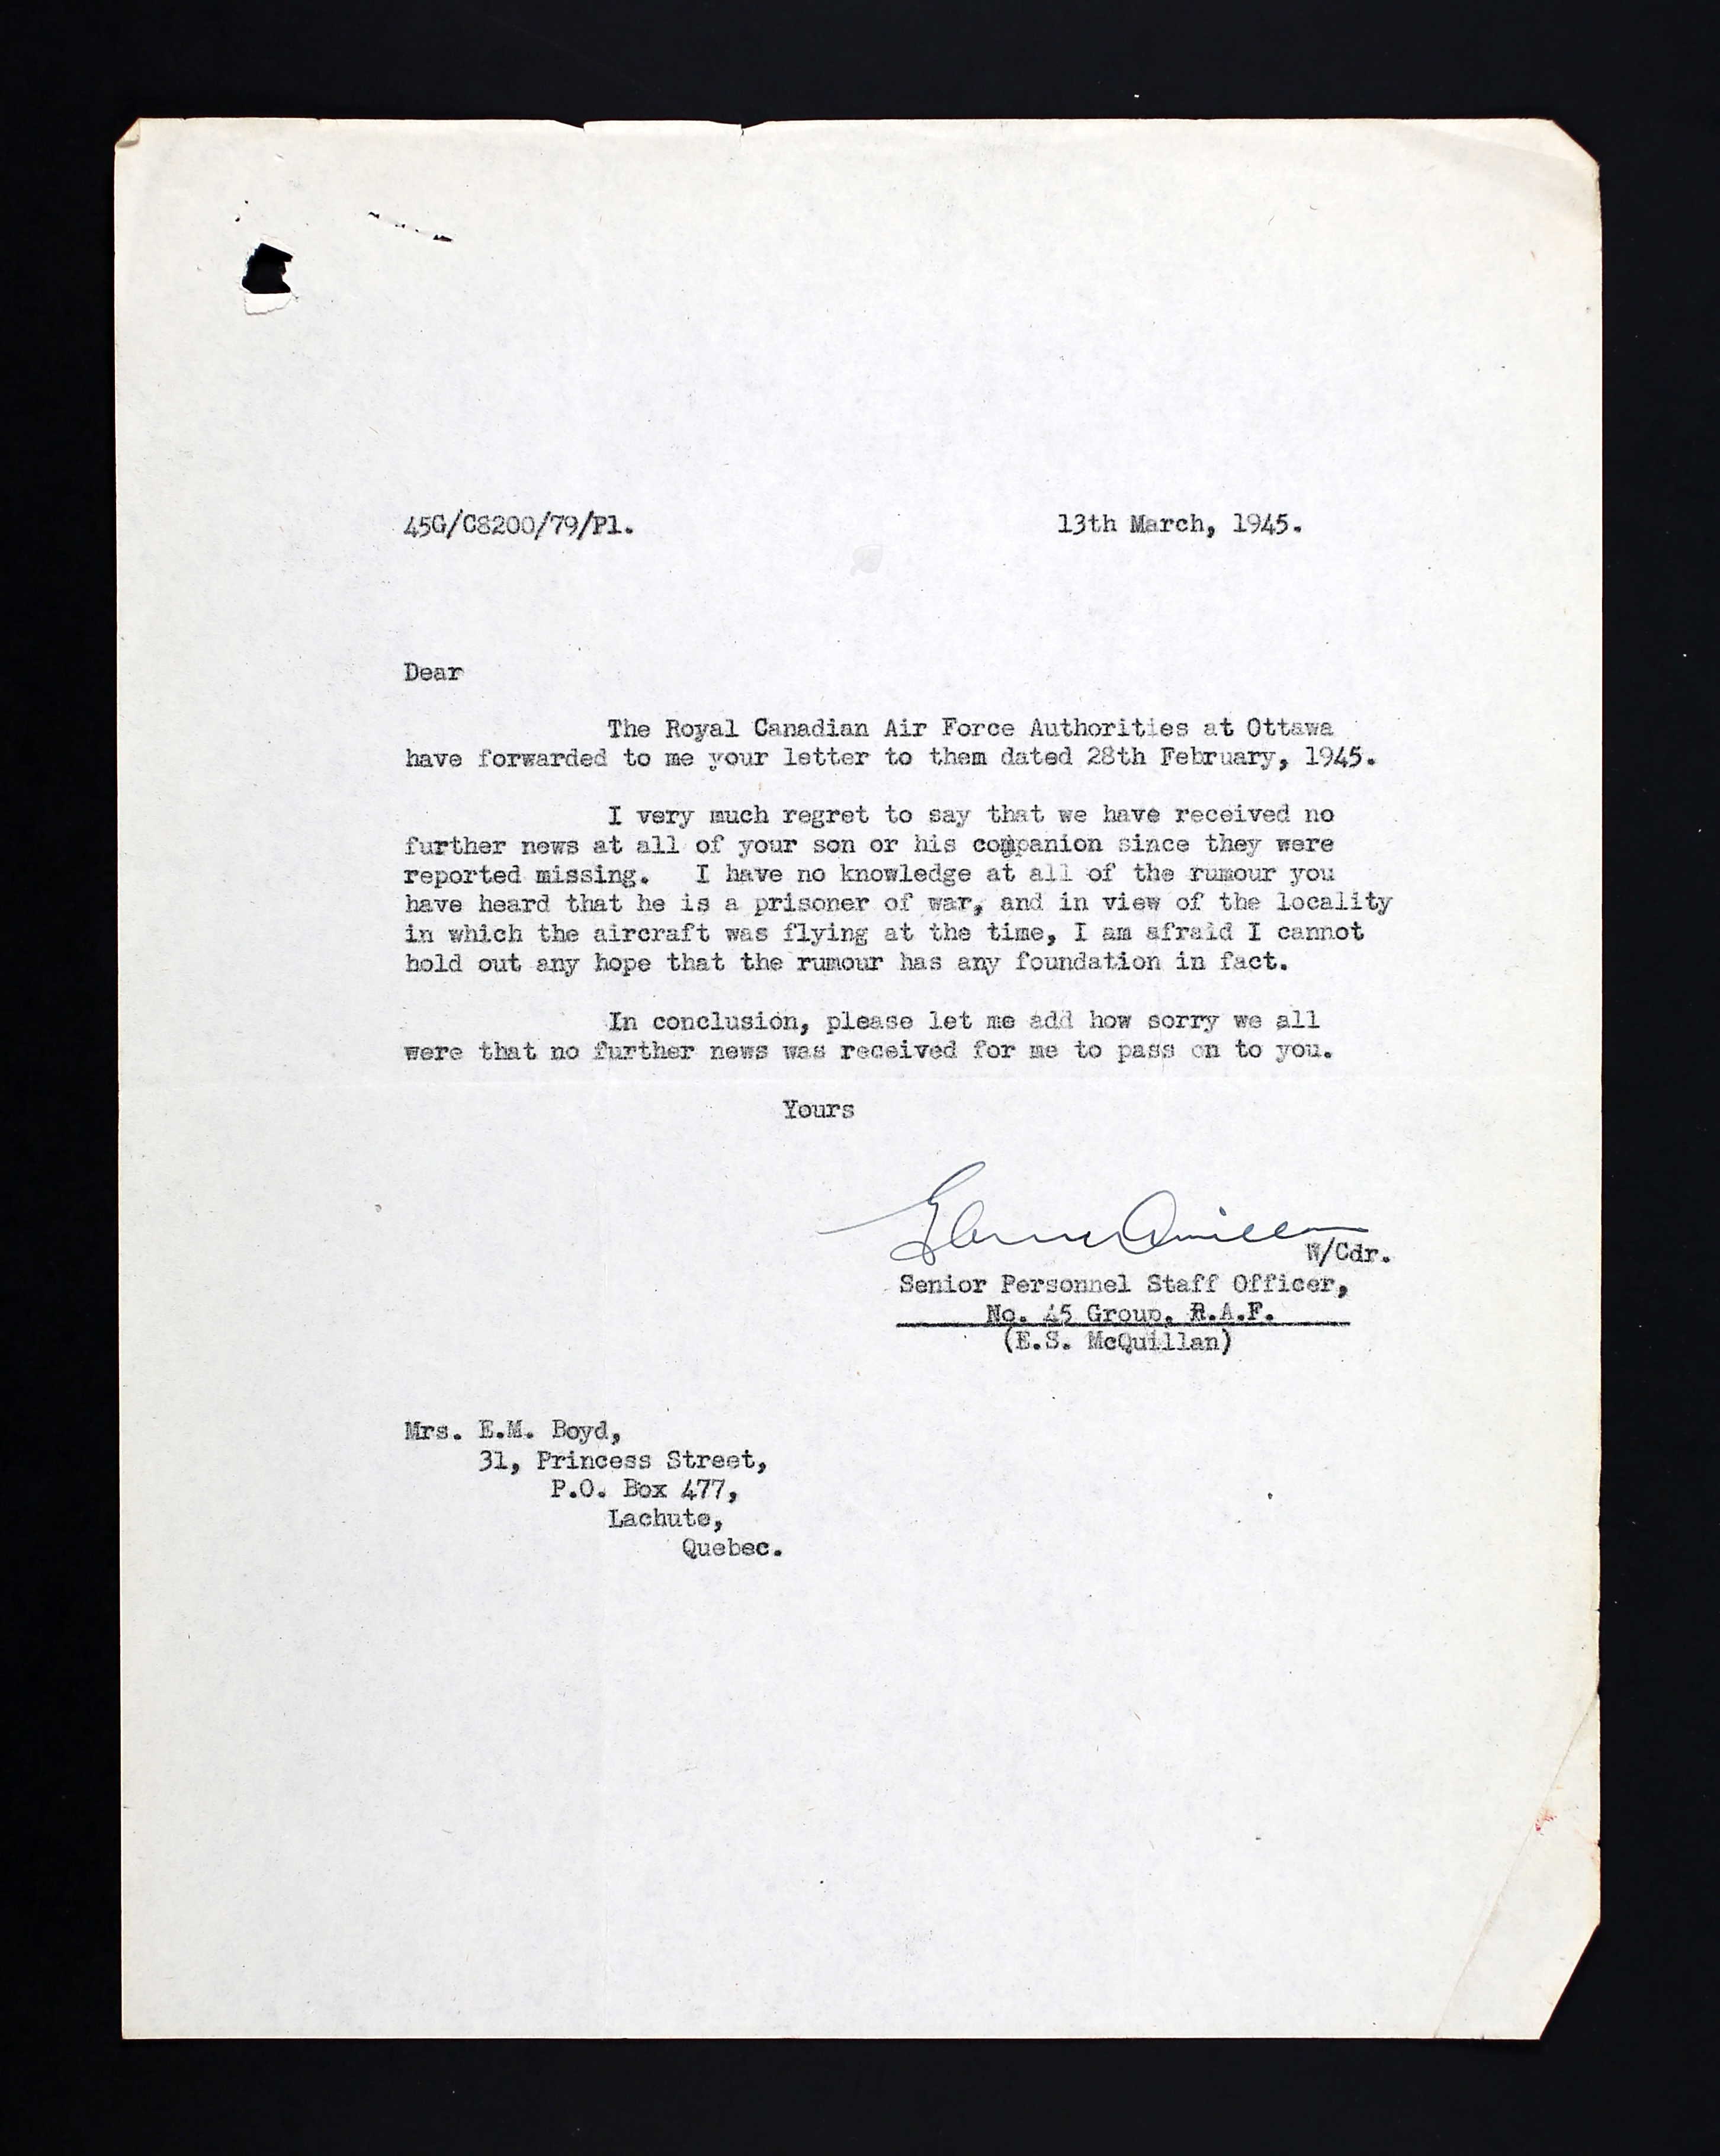 45G/C8200/79/P1. 13th March, 1945.
Dear
The Royal Canadian Air Force Authorities at Ottawa
have forwarded to me your letter to them dated 28th February, 1945.
I very much regret to say that we have received no
further news at all of your son or his companion since they were
reported missing. I have no knowledge at all of the rumour you
have heard that he is a prisoner of war, and in view of the locality
in which the aircraft was flying at the time, I am afraid I cannot
hold out any hope that the rumour has any foundation in fact.
In conclusion, please let me add how sorry we all
were that no further news was received for me to pass on to you.
Yours
W/Cdr.
Senior Personnel Staff Officer,
No. 45 Group, R.A.F.
(E.S. McQuillan)
Mrs. E.M. Boyd,
31, Princess Street,
P.O. Box 477,
Lachute,
Quebec.